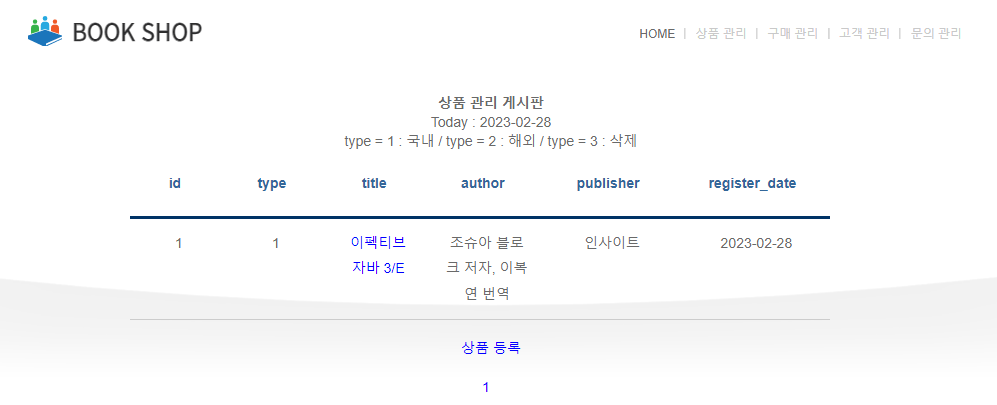 BOOK SHOP
HOME | 상품 관리 | 구매 관리 | 고객 관리 | 문의 관리
상품 관리 게시판
Today : 2023-02-28
type = 1 : 국내 / type = 2 : 해외 / type = 3 : 삭제
id type title author publisher register_date
1 1 이펙티브 조슈아 블로 인사이트 2023-02-28
자바 3/E 크 저자, 이복
연 번역
상품 등록
1